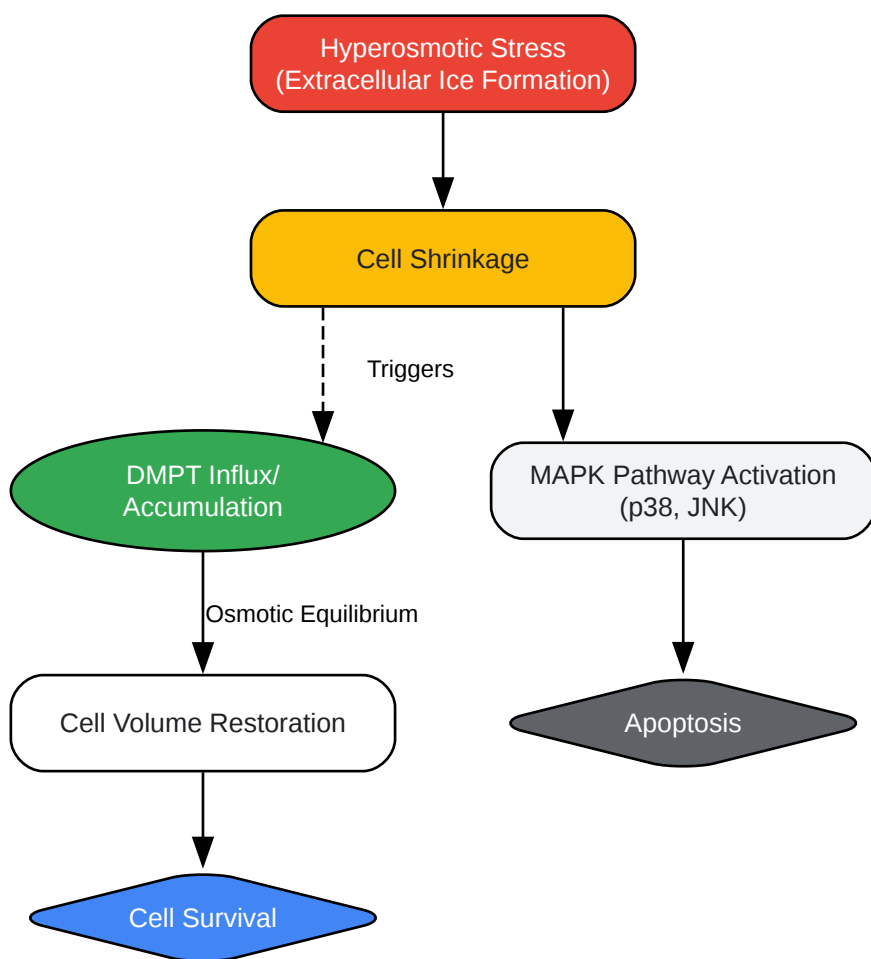 Hyperosmotic Stress
(Extracellular Ice Formation)
Cell Shrinkage
Triggers
DMPT Influx/
Accumulation
MAPK Pathway Activation
(p38, JNK)
Osmotic Equilibrium
Cell Volume Restoration
Apoptosis
Cell Survival